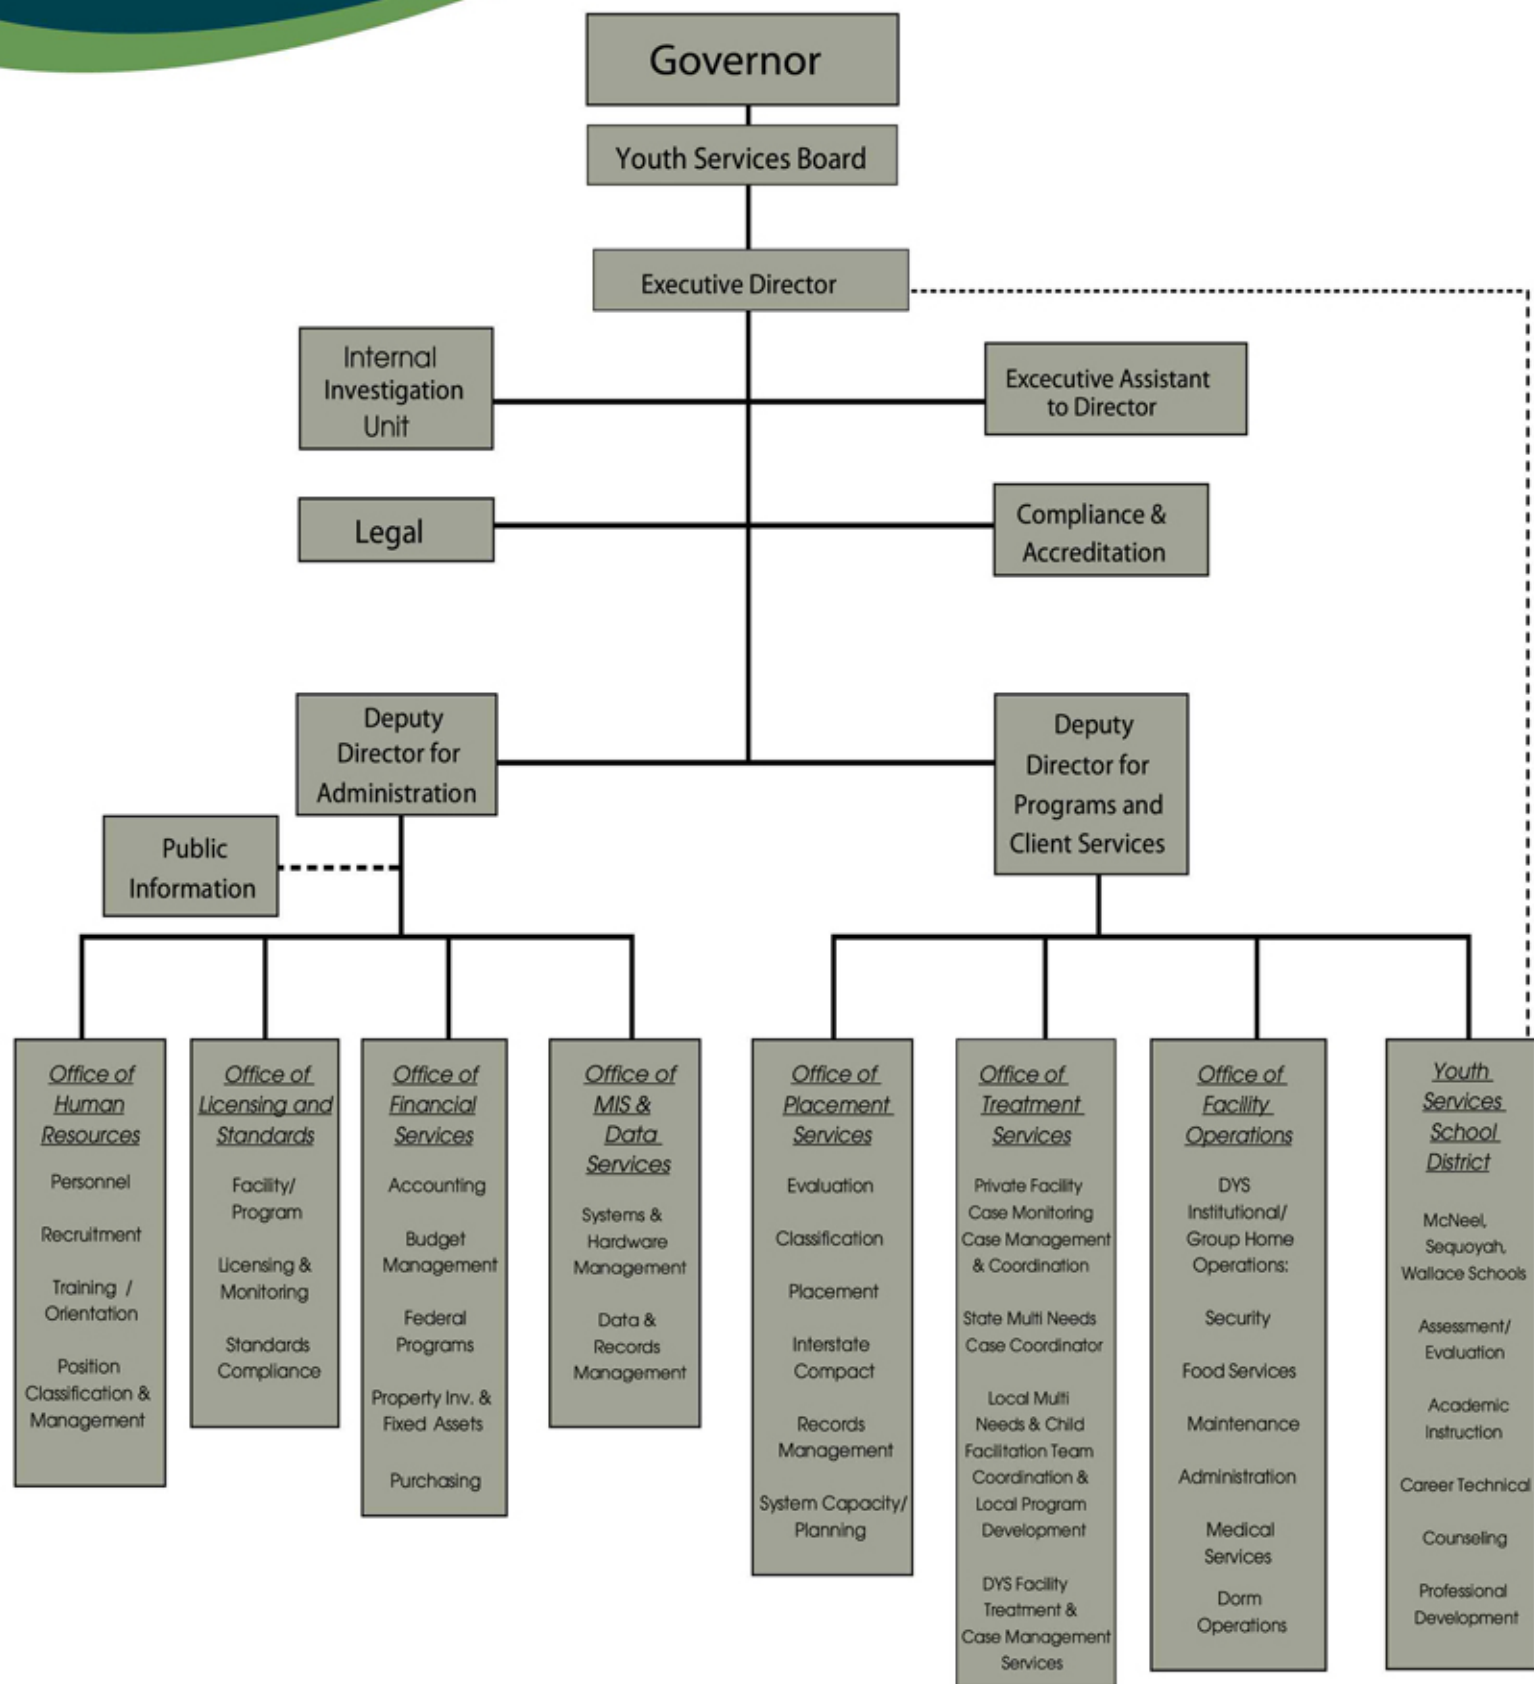 Governor
Youth Services Board
Executive Director
Internal
Investigation
Unit
Excecutive Assistant
to Director
Legal
Compliance &
Accreditation
Deputy
Director for
Administration
Deputy
Director for
Programs and
Client Services
Public
Information
Office of
Human
Resources
Personnel
Recruitment
Training /
Orientation
Position
Classification &
Management
Office of
Licensing and
Standards
Facility/
Program
Licensing &
Monitoring
Standards
Compliance
Office of
Financial
Services
Accounting
Budget
Management
Federal
Programs
Property Inv. &
Fixed Assets
Purchasing
Office of
MIS &
Data
Services
Systems &
Hardware
Management
Data &
Records
Management
Office of
Placement
Services
Evaluation
Classification
Placement
Interstate
Compact
Records
Management
System Capacity/
Planning
Office of
Treatment
Services
Private Facility
Case Monitoring
Case Management
& Coordination
State Multi Needs
Case Coordinator
Local Multi
Needs & Child
Facilitation Team
Coordination &
Local Program
Development
DYS Facility
Treatment &
Case Management
Services
Office of
Facility
Operations
DYS
Institutional/
Group Home
Operations:
Security
Food Services
Maintenance
Administration
Medical
Services
Dorm
Operations
Youth
Services
School
District
McNeel,
Sequoyah,
Wallace Schools
Assessment/
Evaluation
Academic
Instruction
Career Technical
Counseling
Professional
Development